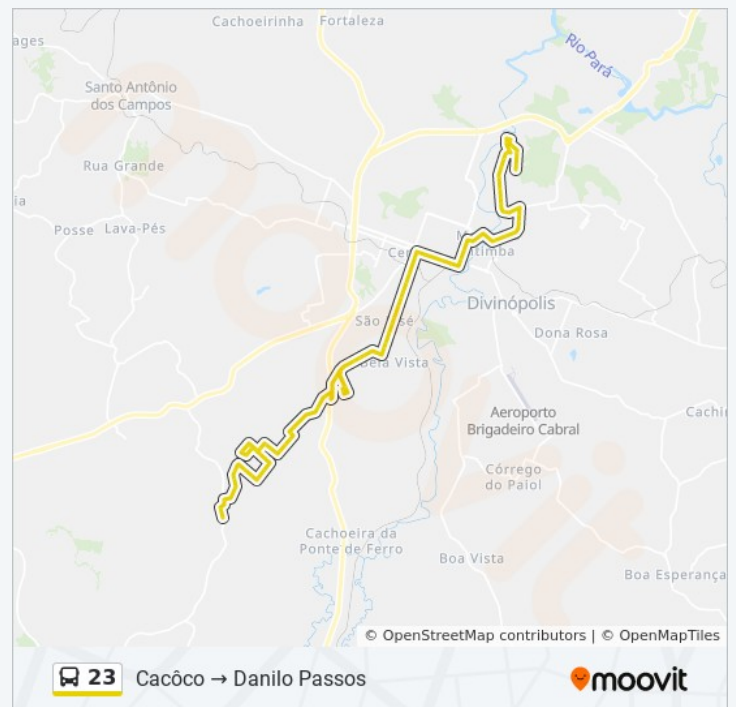 Cachoeirinha
Fortaleza
ages
Rio Pará
Santo Antônio
dos Campos
Rua Grande
ia
Posse
Lava-Pés
Divinópolis
São José
Dona Rosa
Bela Vista
Aeroporto
Brigadeiro Cabral
Cachi
Córrego
do Paiol
Cachoeira da
Ponte de Ferro
Boa Vista
Boa Esperança
© OpenStreetMap contributors | © OpenMapTiles
23 Cacôco → Danilo Passos
moovit